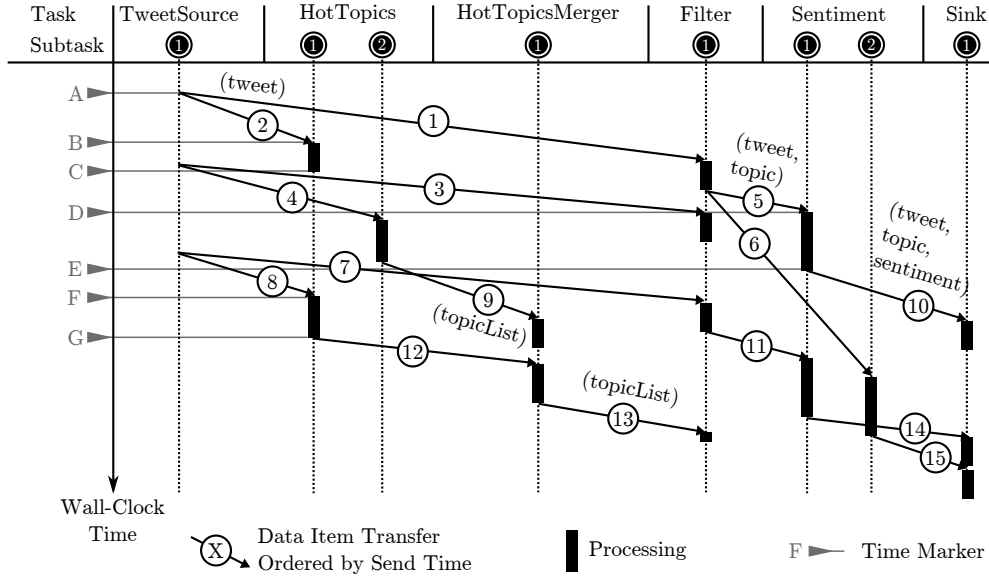 Task TweetSource HotTopics HotTopicsMerger Filter Sentiment Sink
Subtask 1 1 2 1 1 1 2 1
A
(tweet)
1
2
B
(tweet,
topic)
C
3
4
5
D
(tweet,
topic,
sentiment)
6
7
E
8
9
10
F
(topicList)
G
11
12
(topicList)
13
14
15
Wall-Clock
Time
X
Data Item Transfer
Ordered by Send Time
Processing
F
Time Marker